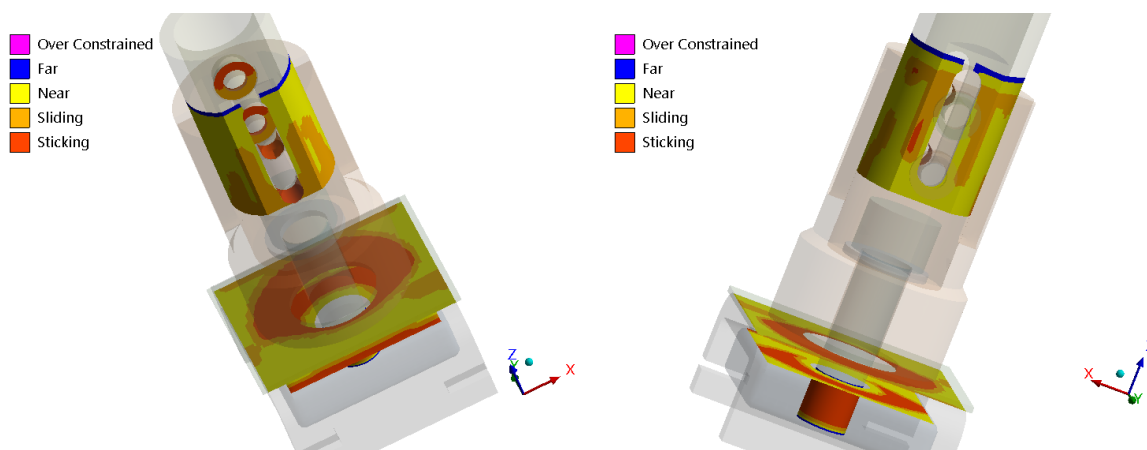 Over Constrained
Far
Near
Sliding
Sticking
Z
Y
X
Over Constrained
Far
Near
Sliding
Sticking
Z
X
Y